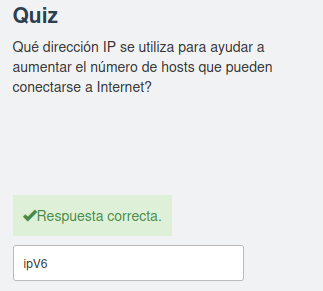 Quiz
Qué dirección IP se utiliza para ayudar a
aumentar el número de hosts que pueden
conectarse a Internet?
Respuesta correcta.
ipV6